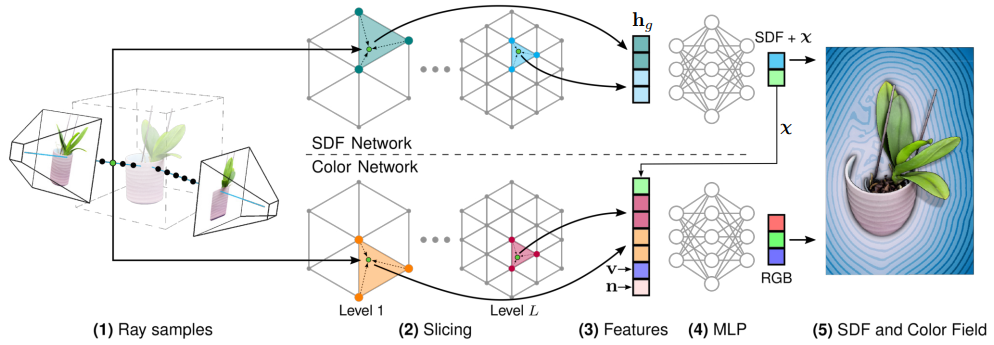 𝐡_g
SDF + 𝝌
SDF Network
Color Network
𝝌
𝐯
𝐧
RGB
Level 1
Level L
(1) Ray samples
(2) Slicing
(3) Features
(4) MLP
(5) SDF and Color Field